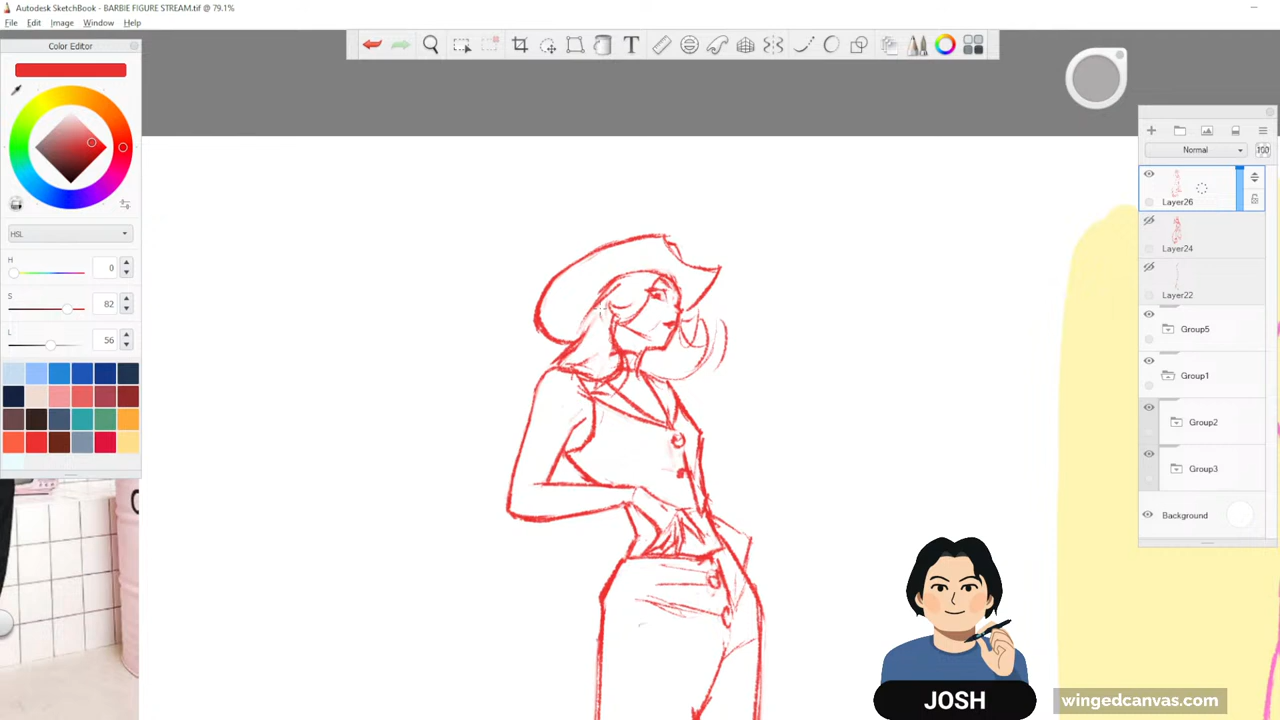 Autodesk SketchBook - BARBIE FIGURE STREAM.tif @ 79.1%
File Edit Image Window Help
Color Editor
HSL
H 0
S 82
L 56
Normal 100
Layer26
Layer24
Layer22
Group5
Group1
Group2
Group3
Background
JOSH
wingedcanvas.com